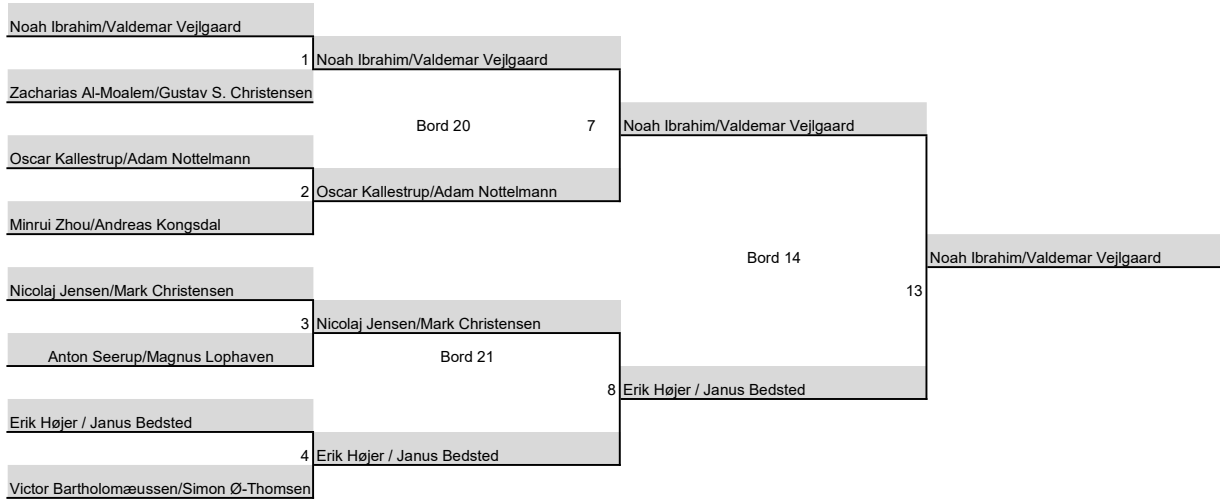 Noah Ibrahim/Valdemar Vejlgaard
1 Noah Ibrahim/Valdemar Vejlgaard
Zacharias Al-Moalem/Gustav S. Christensen
Bord 20 7 Noah Ibrahim/Valdemar Vejlgaard
Oscar Kallestrup/Adam Nottelmann
2 Oscar Kallestrup/Adam Nottelmann
Minrui Zhou/Andreas Kongsdal
Bord 14 Noah Ibrahim/Valdemar Vejlgaard
Nicolaj Jensen/Mark Christensen
13
3 Nicolaj Jensen/Mark Christensen
Anton Seerup/Magnus Lophaven
Bord 21
8 Erik Højer / Janus Bedsted
Erik Højer / Janus Bedsted
4 Erik Højer / Janus Bedsted
Victor Bartholomæussen/Simon Ø-Thomsen